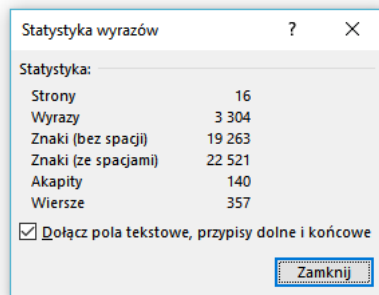 Statystyka wyrazów ?
Statystyka:
Strony 16
Wyrazy 3 304
Znaki (bez spacji) 19 263
Znaki (ze spacjami) 22 521
Akapity 140
Wiersze 357
Dołącz pola tekstowe, przypisy dolne i końcowe
Zamknij